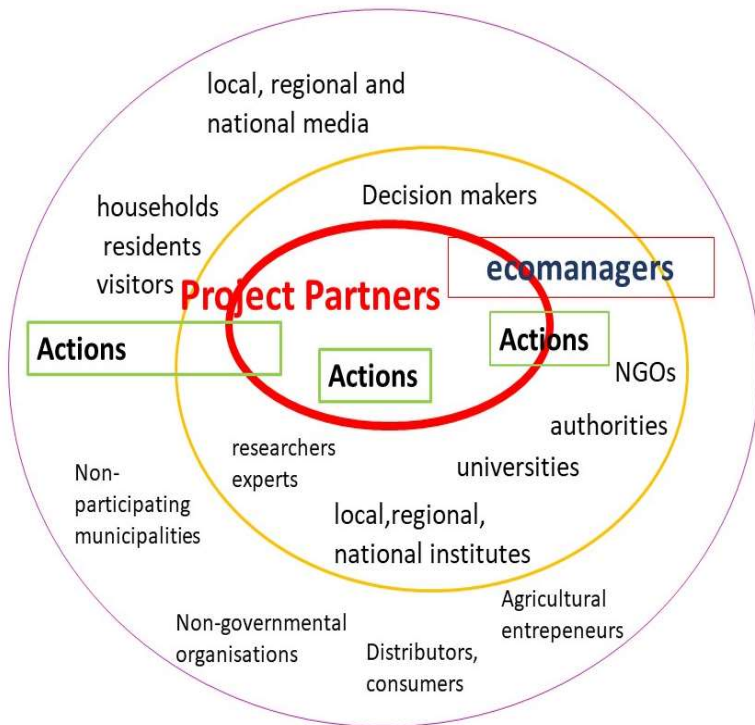 local, regional and
national media
Decision makers
households
residents
visitors
ecomanagers
Project Partners
Actions
Actions
Actions
NGOs
authorities
researchers
experts
universities
Non-
participating
municipalities
local,regional,
national institutes
Agricultural
entrepeneurs
Non-governmental
organisations
Distributors,
consumers